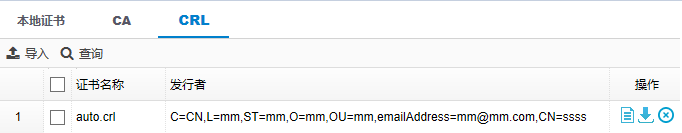 本地证书 CA CRL
导入 查询
证书名称 发行者 操作
1 auto.crl C=CN,L=mm,ST=mm,O=mm,OU=mm,emailAddress=mm@mm.com,CN=ssss